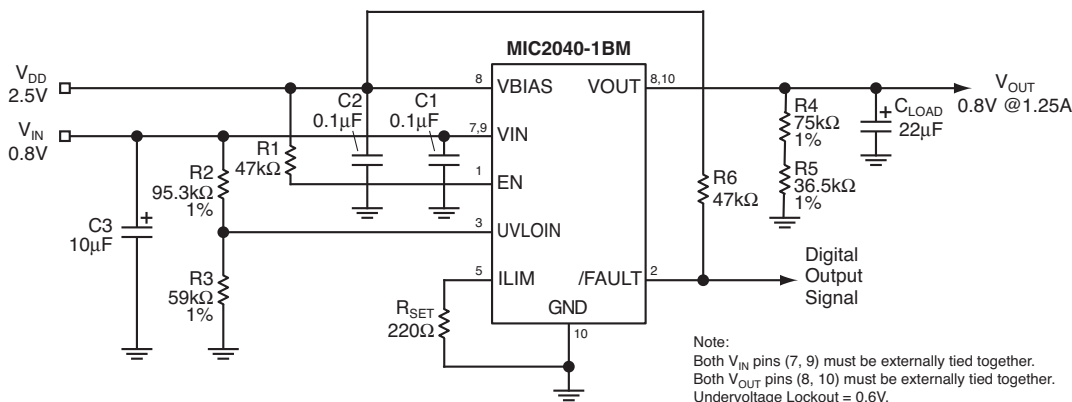 MIC2040-1BM
VDD
2.5V
VIN
0.8V
C3
10µF
R2
95.3kΩ
1%
R3
59kΩ
1%
R1
47kΩ
C2
0.1µF
C1
0.1µF
8
7,9
1
3
5
VBIAS
VIN
EN
UVLOIN
ILIM
VOUT
/FAULT
GND
8,10
2
10
RSET
220Ω
R6
47kΩ
R4
75kΩ
1%
R5
36.5kΩ
1%
CLOAD
22µF
VOUT
0.8V @1.25A
Digital
Output
Signal
Note:
Both VIN pins (7, 9) must be externally tied together.
Both VOUT pins (8, 10) must be externally tied together.
Undervoltage Lockout = 0.6V.